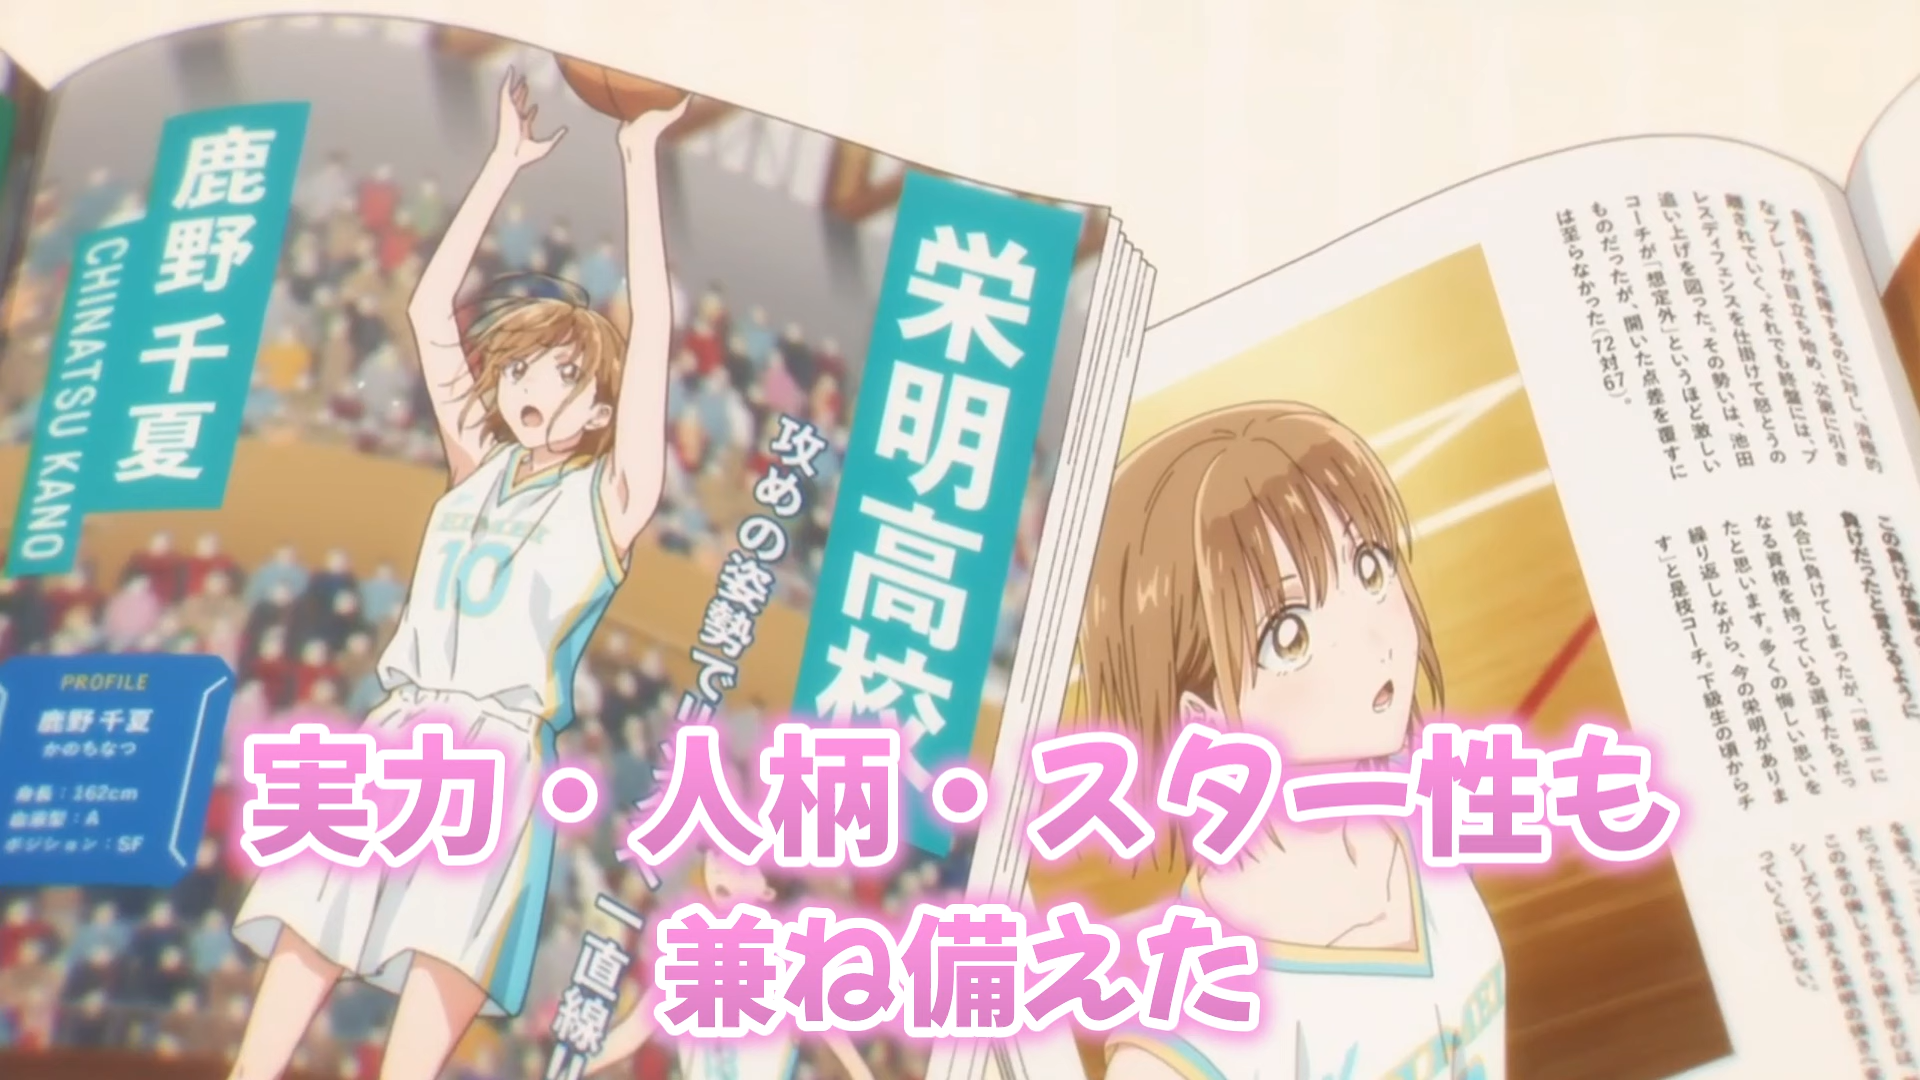 鹿野 千夏
CHINATSU KANO
栄明高校
攻めの姿勢で
一直線!!
10
PROFILE
鹿野 千夏
かのちなつ
身長：162cm
血液型：A
ポジション：SF
なプレーが目立ち始め、次第に引き
離されていく。それでも終盤には、プ
レスディフェンスを仕掛けて怒とうの
追い上げを図った。その勢いは、池田
コーチが「想定外」というほど激しい
ものだったが、開いた点差を覆すに
は至らなかった(72対67)。
負けだったと言えるように
試合に負けてしまったが、「埼玉一に
なる資格を持っている選手たちだっ
たと思います。多くの悔しい思いを
繰り返しながら、今の栄明がありま
す」と是枝コーチ。下級生の頃からチ
実力・人柄・スター性も
兼ね備えた